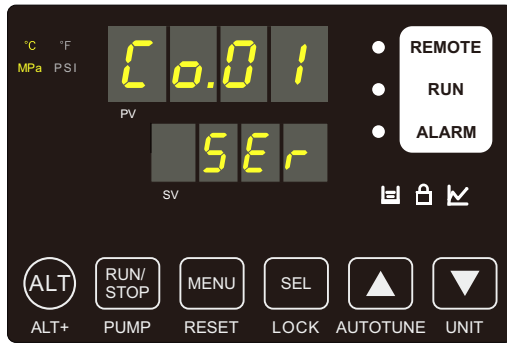 °C °F
MPa PSI
Co.01
PV
SEr
SV
REMOTE
RUN
ALARM
ALT
RUN/
STOP
MENU
SEL
ALT+
PUMP
RESET
LOCK
AUTOTUNE
UNIT